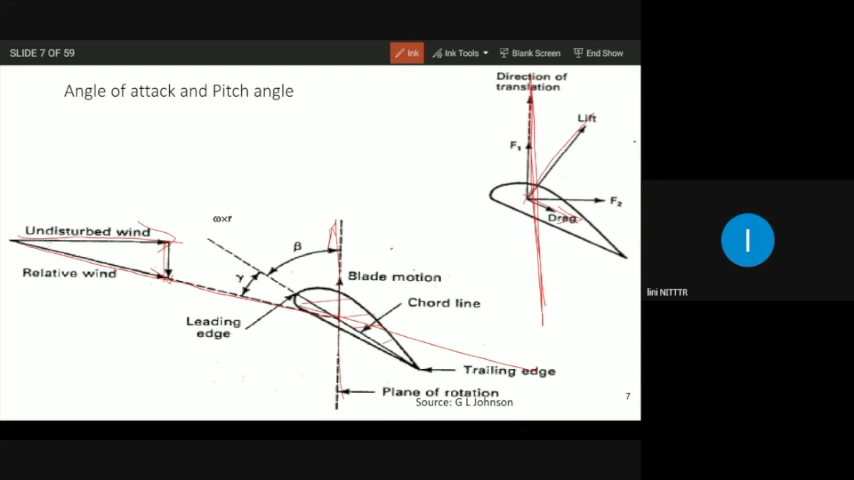 SLIDE 7 OF 59
Ink
Ink Tools
Blank Screen
End Show
Angle of attack and Pitch angle
Direction of
translation
Lift
F1
F2
Drag
Undisturbed wind
ω×r
β
Relative wind
γ
Blade motion
Chord line
Leading
edge
Trailing edge
Plane of rotation
Source: G L Johnson
7
I
lini NITTTR